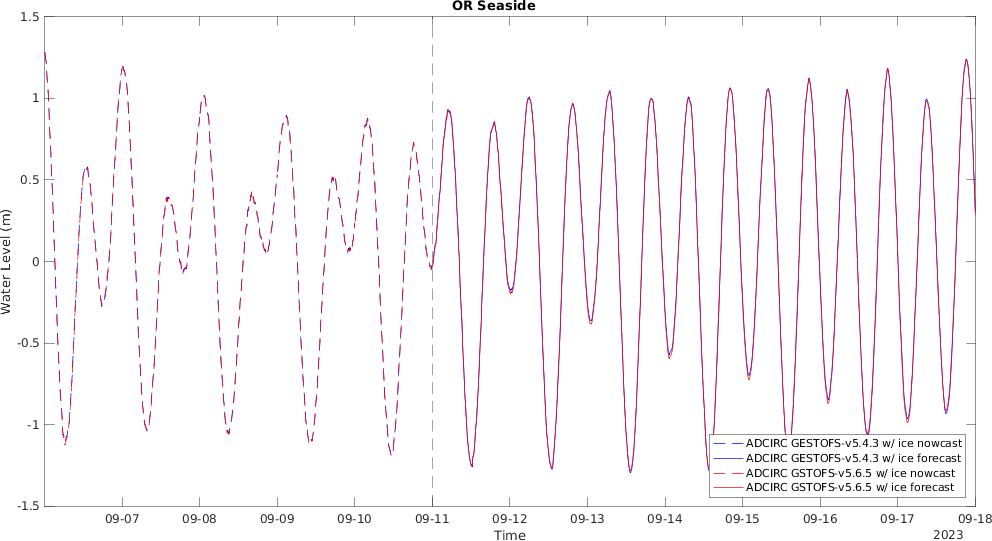 OR Seaside
Water Level (m)
1.5
1
0.5
0
-0.5
-1
-1.5
ADCIRC GESTOFS-v5.4.3 w/ ice nowcast
ADCIRC GESTOFS-v5.4.3 w/ ice forecast
ADCIRC GSTOFS-v5.6.5 w/ ice nowcast
ADCIRC GSTOFS-v5.6.5 w/ ice forecast
09-07 09-08 09-09 09-10 09-11 09-12 09-13 09-14 09-15 09-16 09-17 09-18
Time
2023